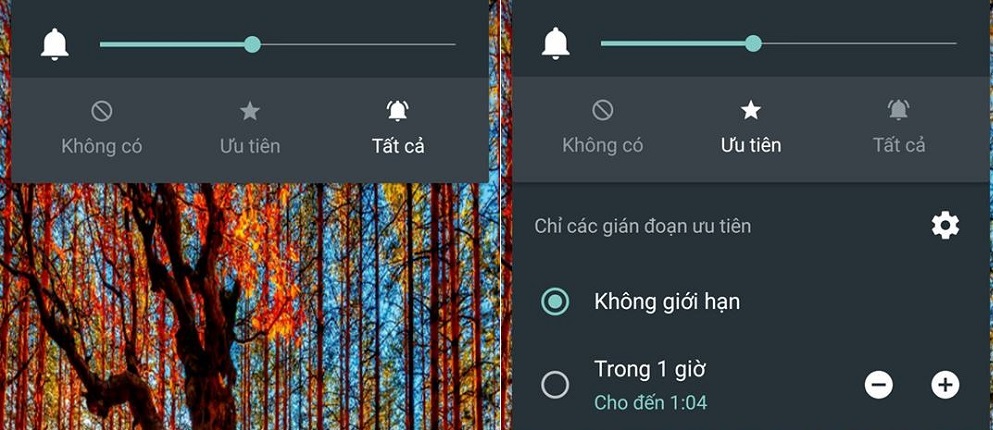 Không có
Ưu tiên
Tất cả
Không có
Ưu tiên
Tất cả
Chỉ các gián đoạn ưu tiên
Không giới hạn
Trong 1 giờ
Cho đến 1:04